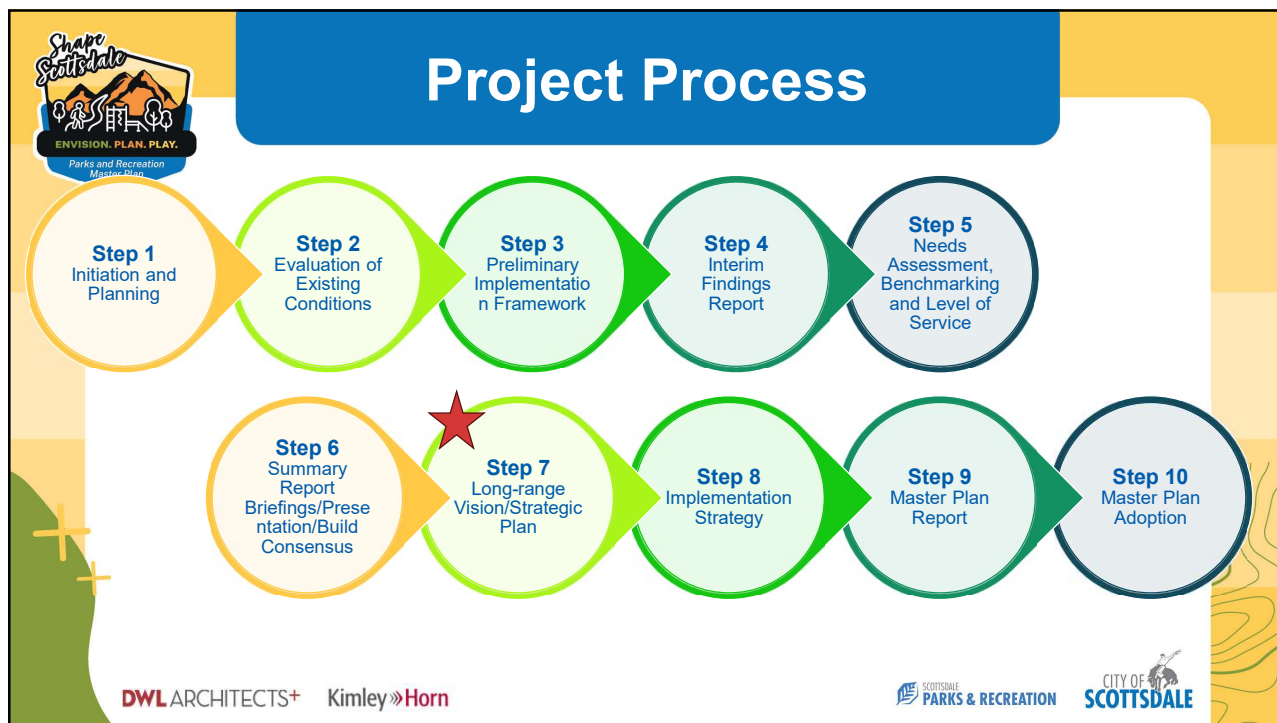 Shape
Scottsdale
ENVISION. PLAN. PLAY.
Parks and Recreation
Master Plan
Project Process
Step 1
Initiation and
Planning
Step 2
Evaluation of
Existing
Conditions
Step 3
Preliminary
Implementatio
n Framework
Step 4
Interim
Findings
Report
Step 5
Needs
Assessment,
Benchmarking
and Level of
Service
Step 6
Summary
Report
Briefings/Prese
ntation/Build
Consensus
Step 7
Long-range
Vision/Strategic
Plan
Step 8
Implementation
Strategy
Step 9
Master Plan
Report
Step 10
Master Plan
Adoption
DWL ARCHITECTS+
Kimley»Horn
SCOTTSDALE
PARKS & RECREATION
CITY OF
SCOTTSDALE